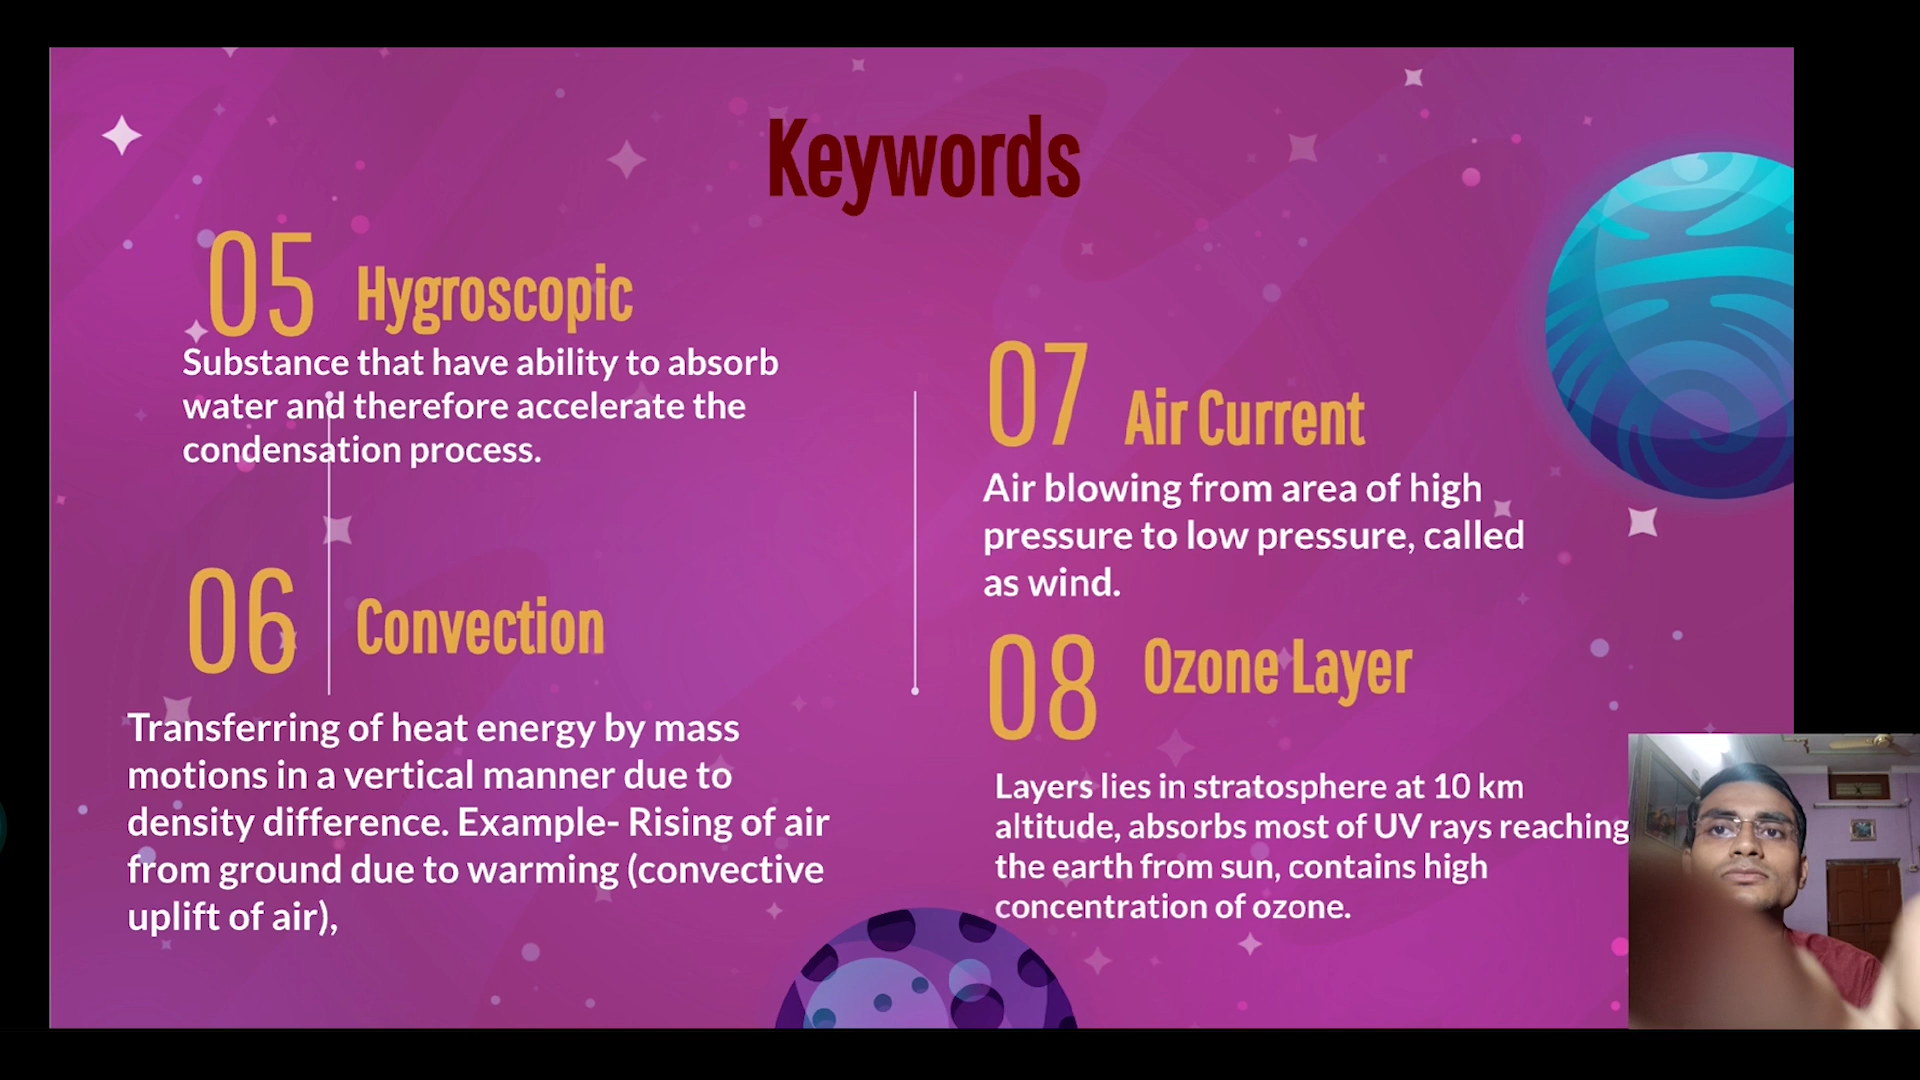 Keywords
05
Hygroscopic
Substance that have ability to absorb
water and therefore accelerate the
condensation process.
06
Convection
Transferring of heat energy by mass
motions in a vertical manner due to
density difference. Example- Rising of air
from ground due to warming (convective
uplift of air),
07
Air Current
Air blowing from area of high
pressure to low pressure, called
as wind.
08
Ozone Layer
Layers lies in stratosphere at 10 km
altitude, absorbs most of UV rays reaching
the earth from sun, contains high
concentration of ozone.